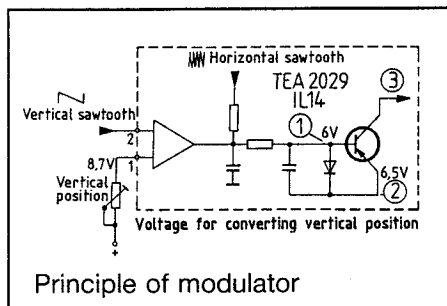 Horizontal sawtooth
TEA 2029
IL14
3
Vertical sawtooth
1
6V
2
8,7V
1
Vertical
position
6,5V
2
+
Voltage for converting vertical position
Principle of modulator